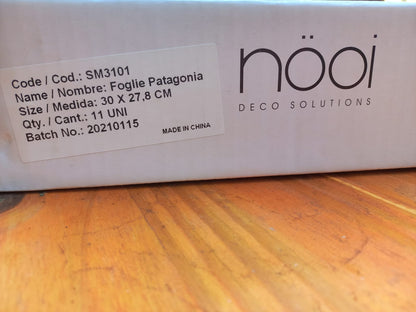 Code / Cod.: SM3101
Name / Nombre: Foglie Patagonia
Size / Medida: 30 X 27,8 CM
Qty. / Cant.: 11 UNI
Batch No.: 20210115
MADE IN CHINA
nööi
DECO SOLUTIONS